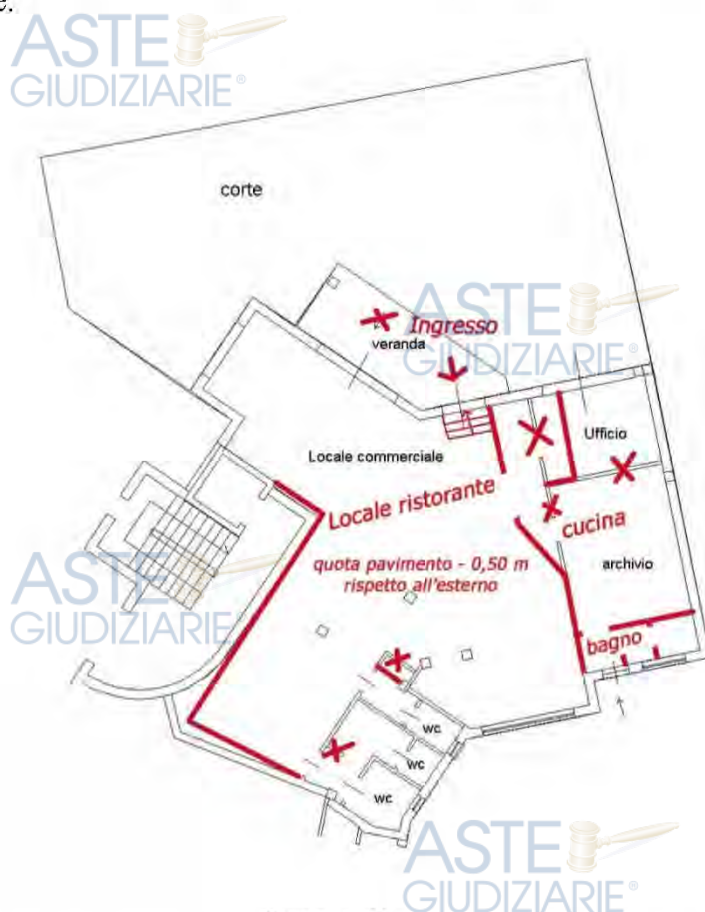 e.
ASTE
GIUDIZIARIE®
corte
ASTE
GIUDIZIARIE®
Ingresso
veranda
Ufficio
Locale commerciale
Locale ristorante
cucina
quota pavimento - 0,50 m
rispetto all'esterno
archivio
ASTE
GIUDIZIARIE®
bagno
wc
wc
wc
ASTE
GIUDIZIARIE®